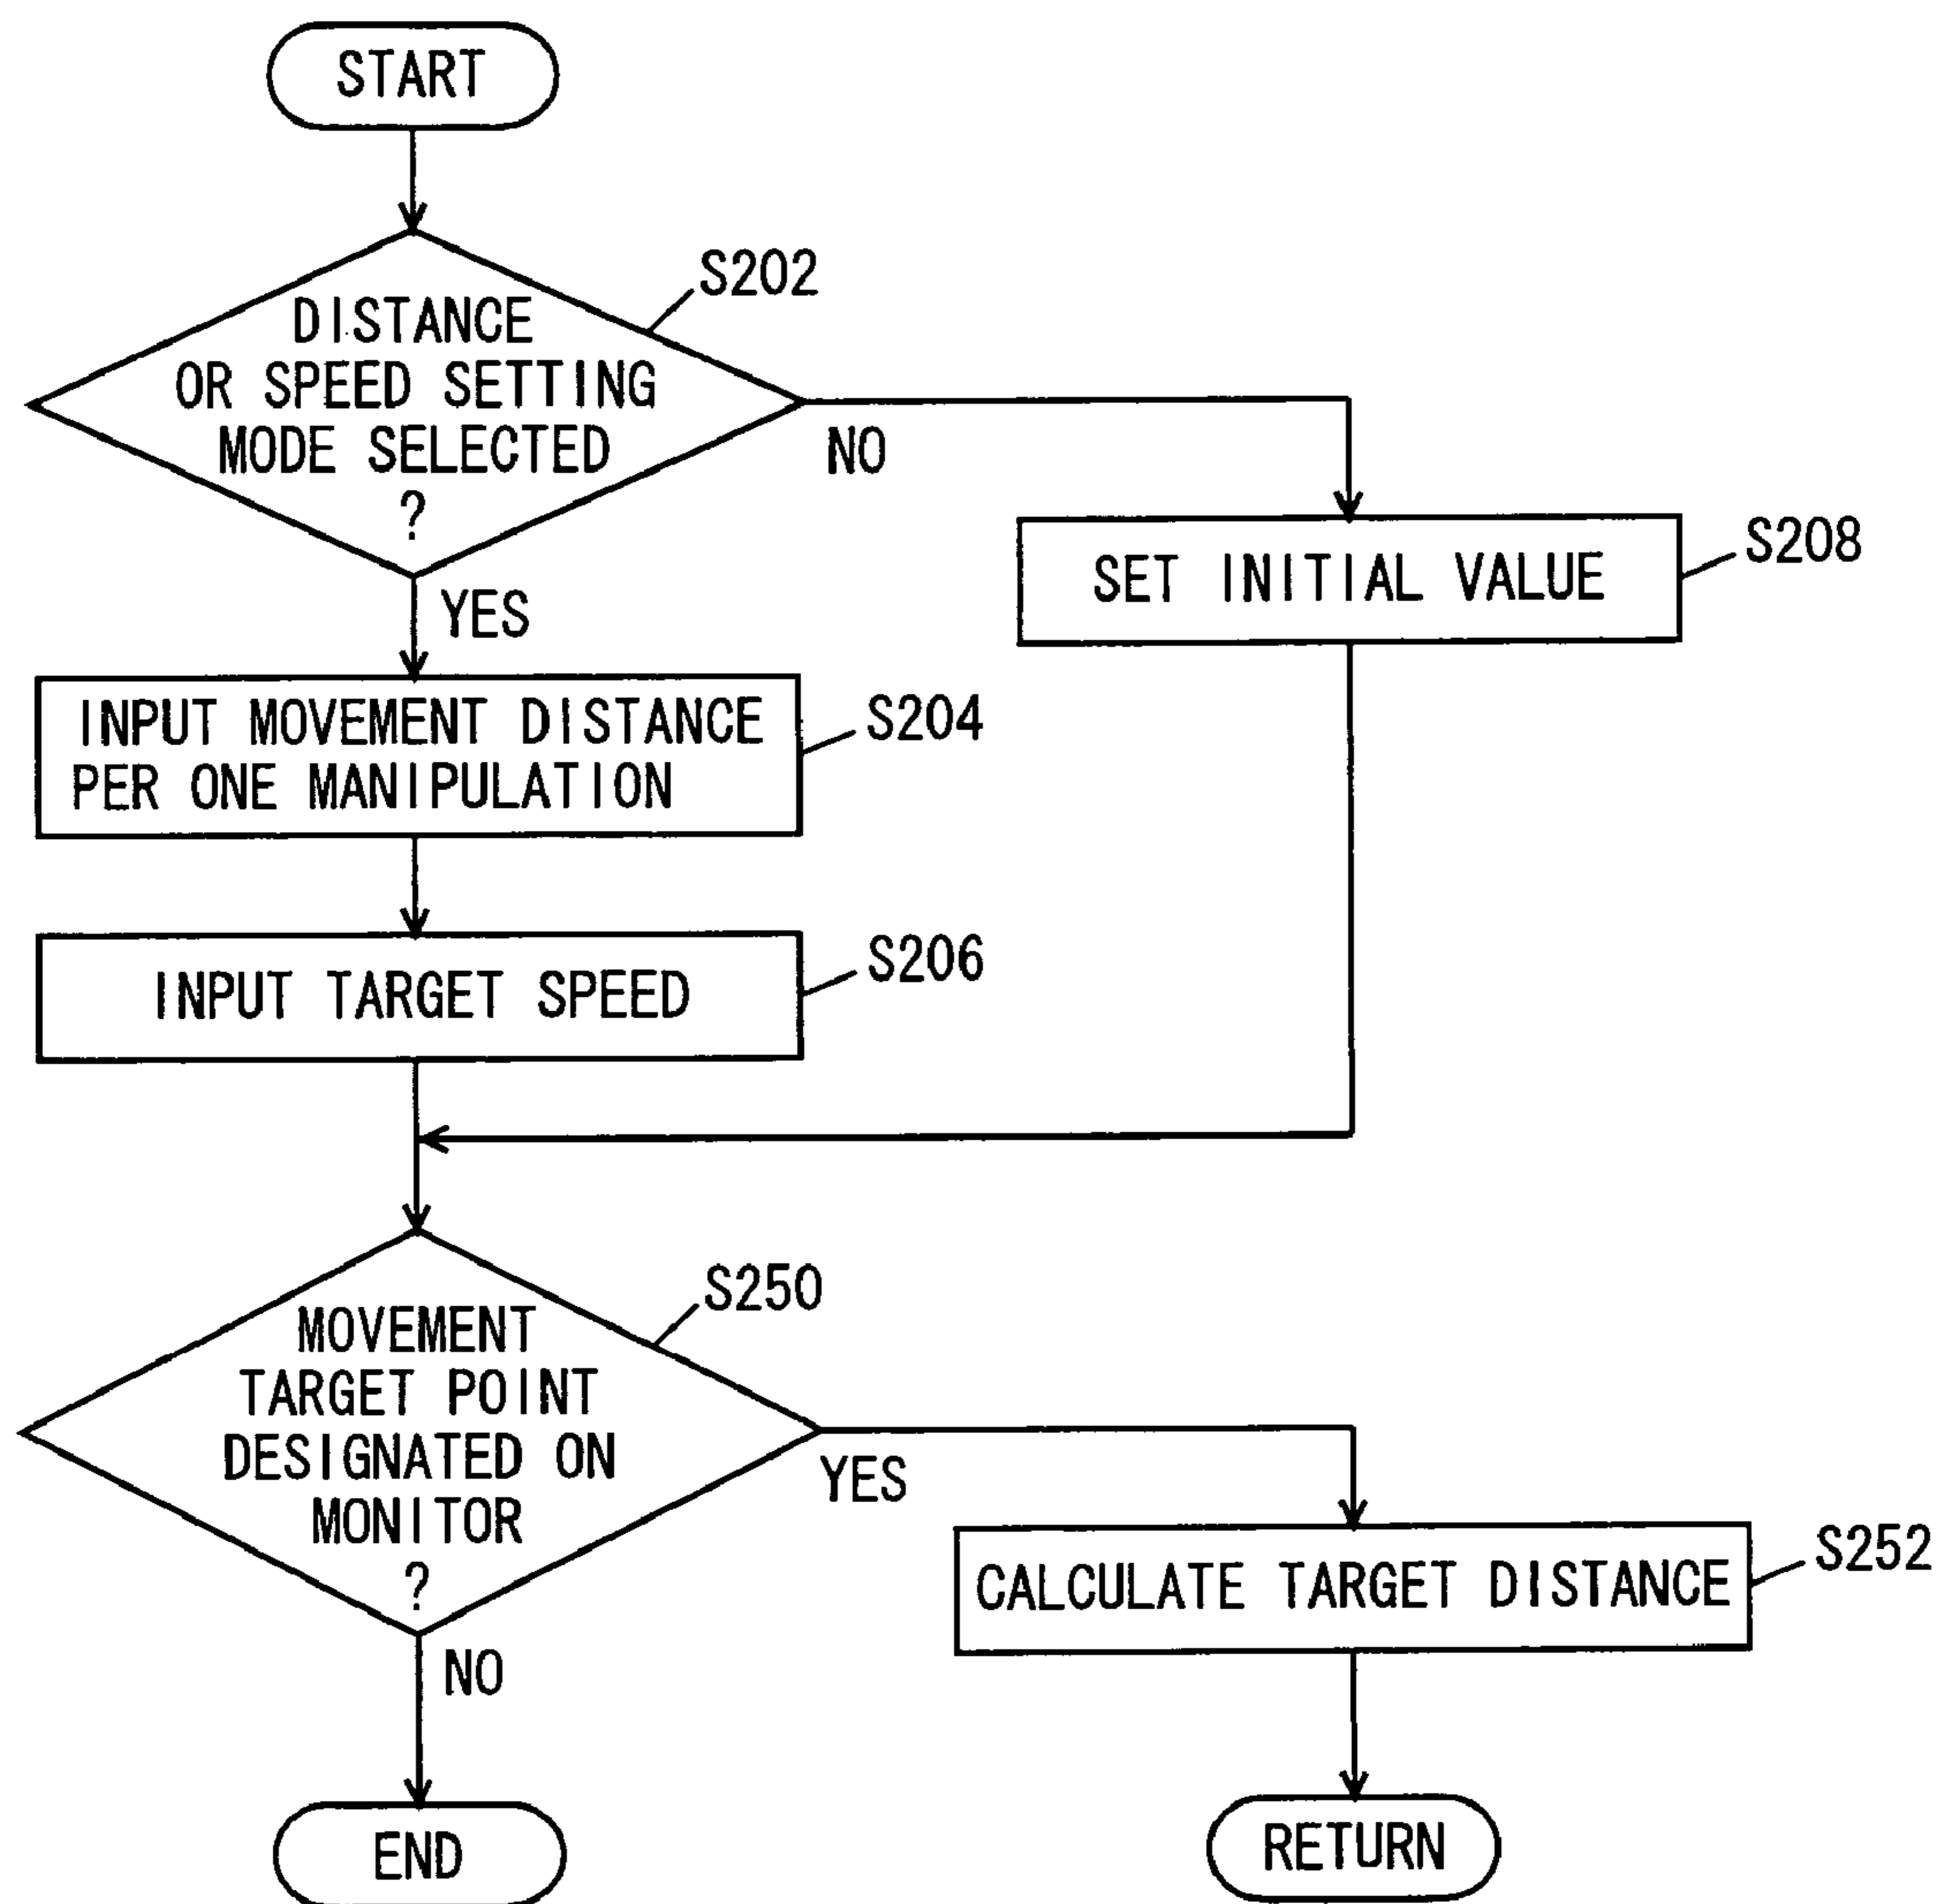 START
S202
DISTANCE
OR SPEED SETTING
MODE SELECTED
?
NO
YES
SET INITIAL VALUE
S208
INPUT MOVEMENT DISTANCE
PER ONE MANIPULATION
S204
INPUT TARGET SPEED
S206
S250
MOVEMENT
TARGET POINT
DESIGNATED ON
MONITOR
?
YES
NO
CALCULATE TARGET DISTANCE
S252
END
RETURN